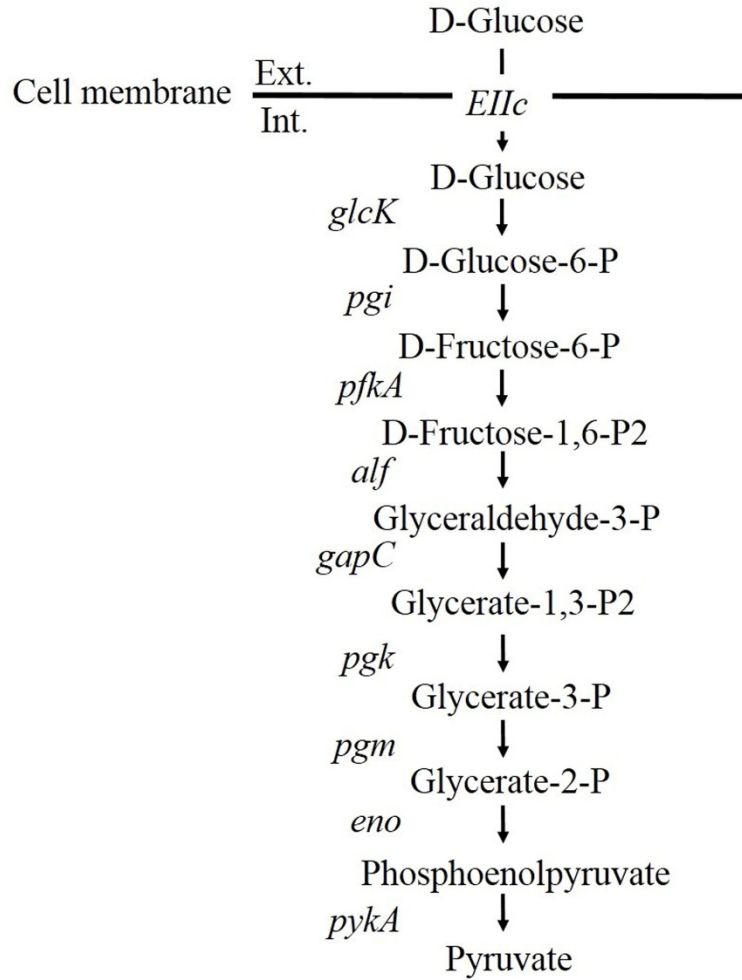 D-Glucose
Ext.
Cell membrane
EIIc
Int.
D-Glucose
glcK
D-Glucose-6-P
pgi
D-Fructose-6-P
pfkA
D-Fructose-1,6-P2
alf
Glyceraldehyde-3-P
gapC
Glycerate-1,3-P2
pgk
Glycerate-3-P
pgm
Glycerate-2-P
eno
Phosphoenolpyruvate
pykA
Pyruvate